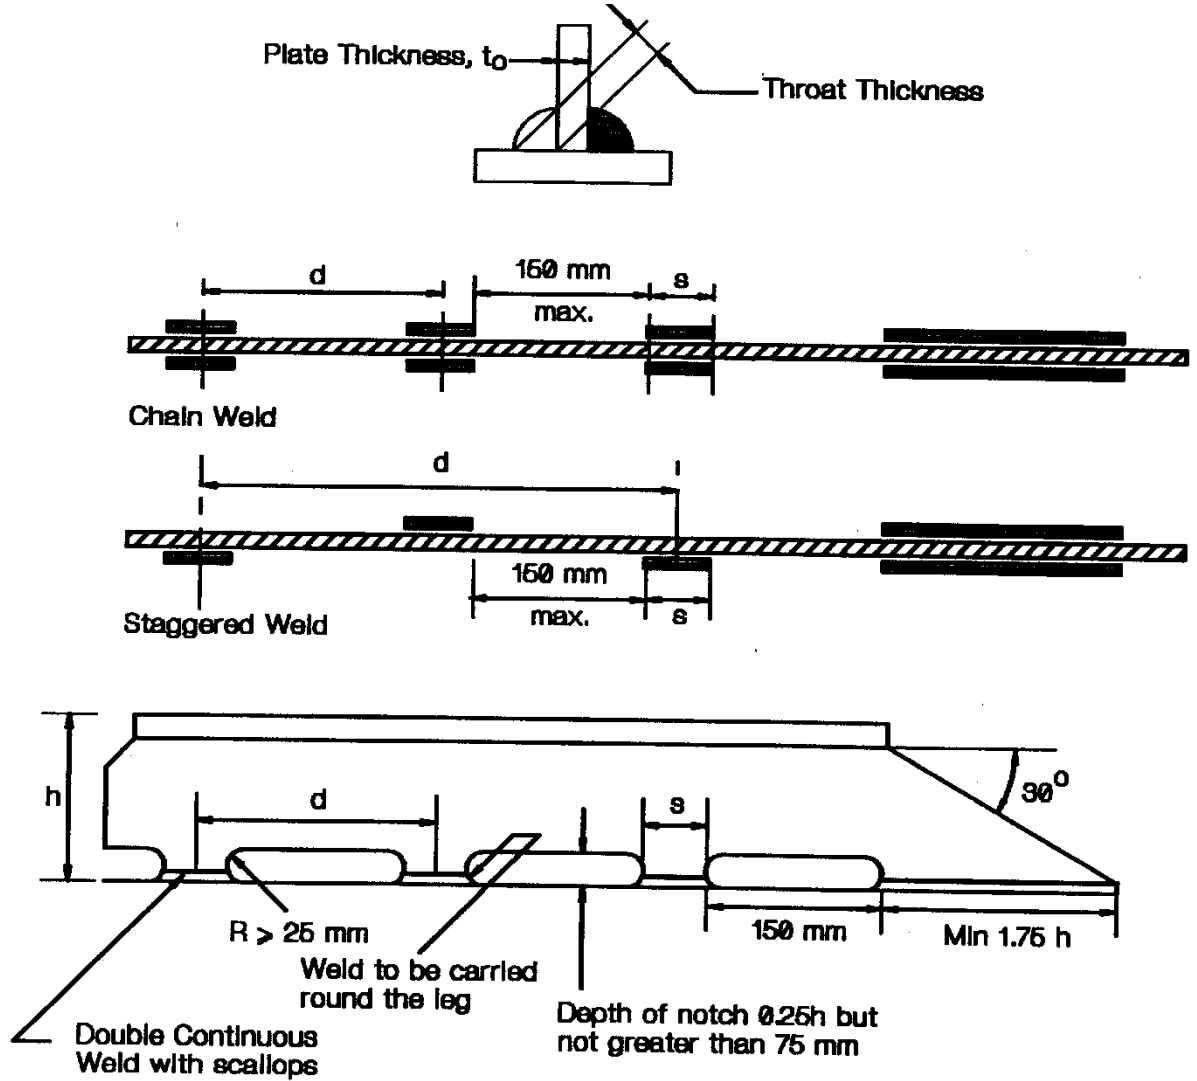 Plate Thickness, to
Throat Thickness
d
150 mm
max.
s
Chain Weld
d
150 mm
max.
s
Staggered Weld
h
d
s
30°
R ⩾ 25 mm
150 mm
Min 1.75 h
Weld to be carried
round the leg
Depth of notch 0.25h but
not greater than 75 mm
Double Continuous
Weld with scallops